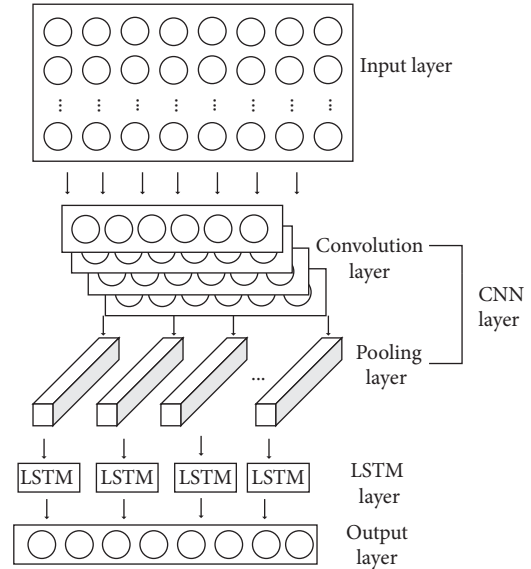 Input layer
Convolution
layer
CNN
layer
Pooling
layer
...
LSTM
LSTM
LSTM
LSTM
LSTM
layer
Output
layer